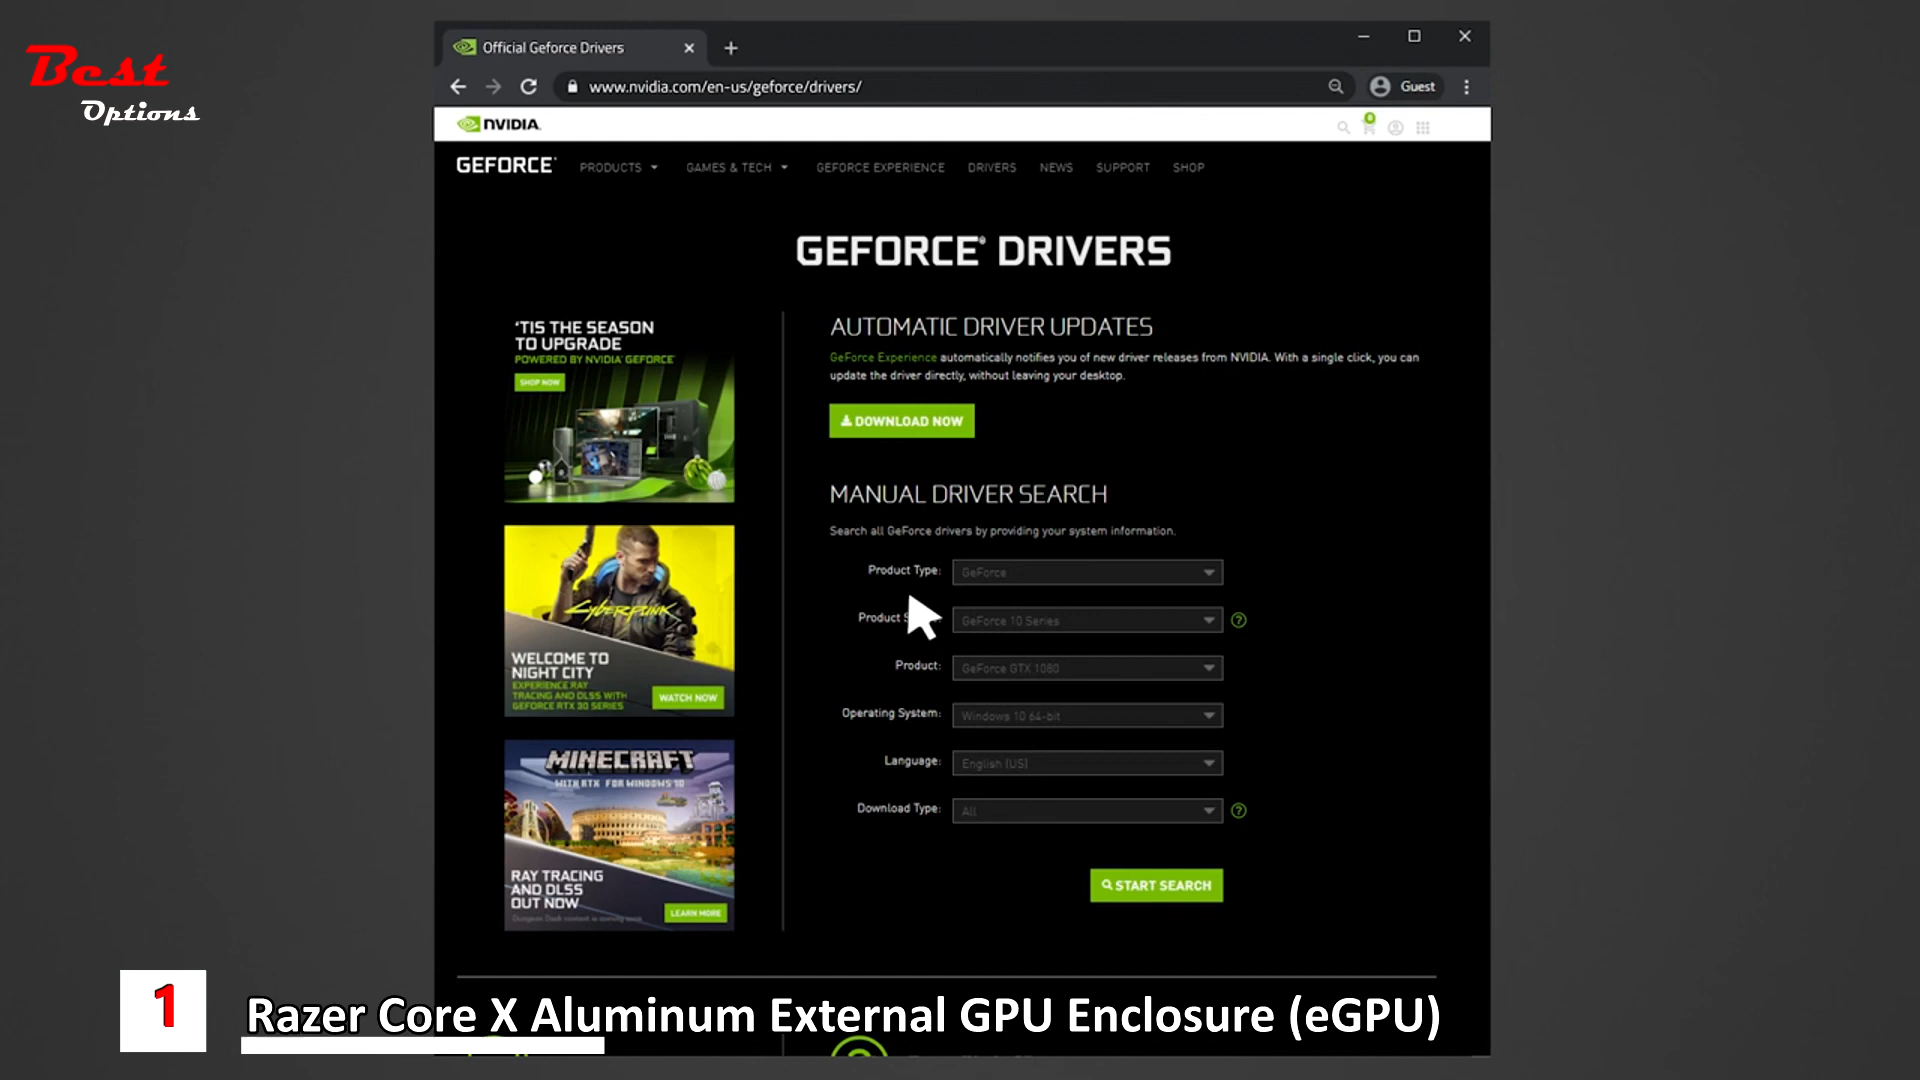 Best
Options
Official Geforce Drivers
www.nvidia.com/en-us/geforce/drivers/
Guest
NVIDIA.
0
GEFORCE
PRODUCTS
GAMES & TECH
GEFORCE EXPERIENCE
DRIVERS
NEWS
SUPPORT
SHOP
GEFORCE® DRIVERS
'TIS THE SEASON
TO UPGRADE
POWERED BY NVIDIA GEFORCE
SHOP NOW
CYBERPUNK
WELCOME TO
NIGHT CITY
EXPERIENCE RAY
TRACING AND DLSS WITH
GEFORCE RTX 30 SERIES
WATCH NOW
MINECRAFT
WITH RTX FOR WINDOWS 10
RAY TRACING
AND DLSS
OUT NOW
LEARN MORE
AUTOMATIC DRIVER UPDATES
GeForce Experience automatically notifies you of new driver releases from NVIDIA. With a single click, you can
update the driver directly, without leaving your desktop.
DOWNLOAD NOW
MANUAL DRIVER SEARCH
Search all GeForce drivers by providing your system information.
Product Type: GeForce
Product GeForce 10 Series ?
Product: GeForce GTX 1080
Operating System: Windows 10 64-bit
Language: English (US)
Download Type: All ?
START SEARCH
1
Razer Core X Aluminum External GPU Enclosure (eGPU)